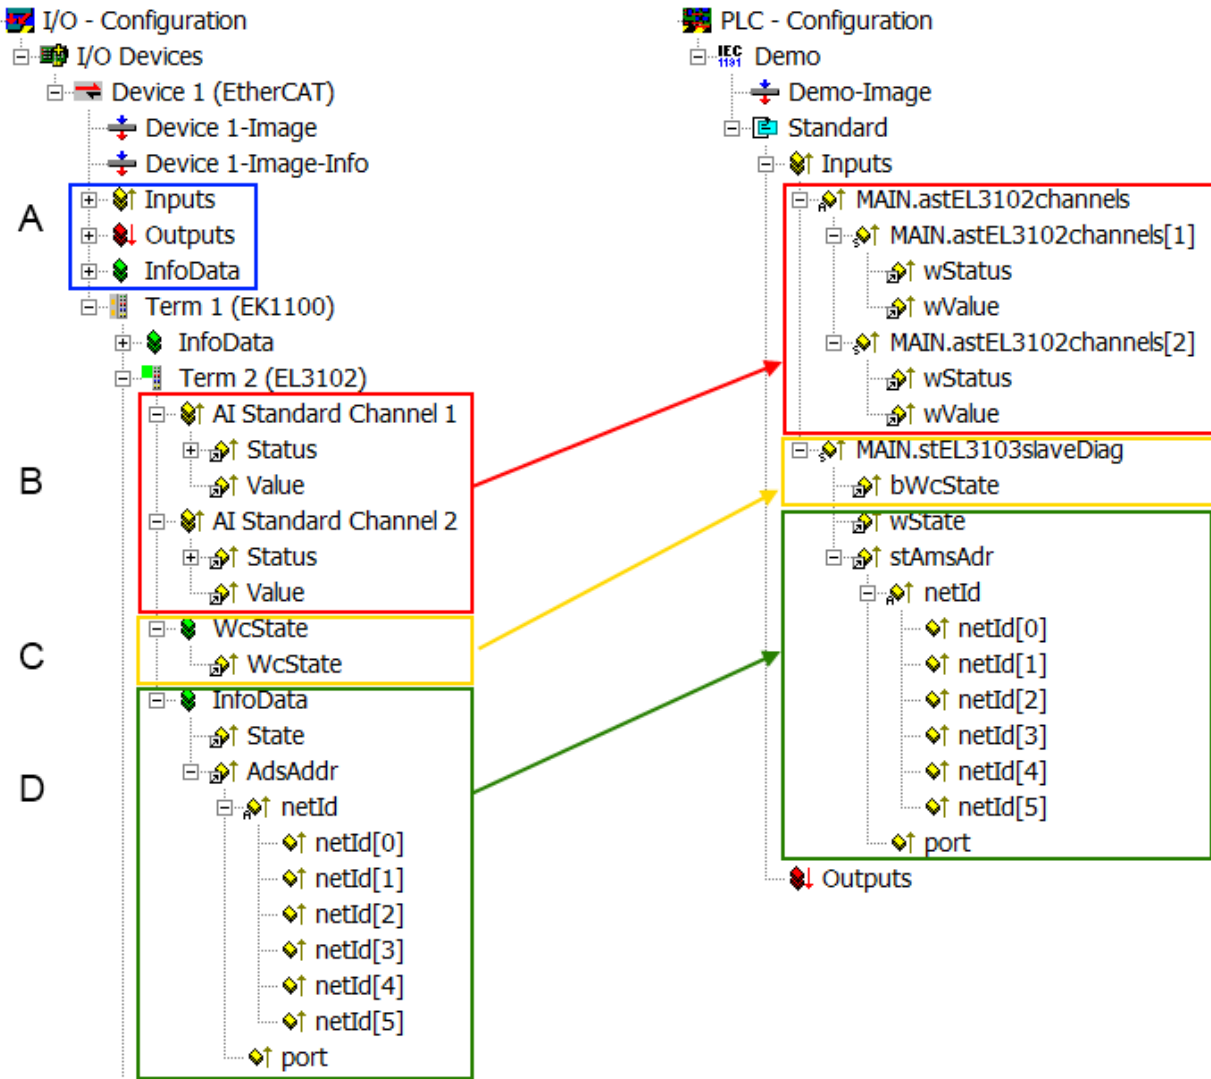 I/O - Configuration
I/O Devices
Device 1 (EtherCAT)
Device 1-Image
Device 1-Image-Info
A
Inputs
Outputs
InfoData
Term 1 (EK1100)
InfoData
Term 2 (EL3102)
B
AI Standard Channel 1
Status
Value
AI Standard Channel 2
Status
Value
C
WcState
WcState
D
InfoData
State
AdsAddr
netId
netId[0]
netId[1]
netId[2]
netId[3]
netId[4]
netId[5]
port
PLC - Configuration
IEC
1131
Demo
Demo-Image
Standard
Inputs
MAIN.astEL3102channels
MAIN.astEL3102channels[1]
wStatus
wValue
MAIN.astEL3102channels[2]
wStatus
wValue
MAIN.stEL3103slaveDiag
bWcState
wState
stAmsAdr
netId
netId[0]
netId[1]
netId[2]
netId[3]
netId[4]
netId[5]
port
Outputs